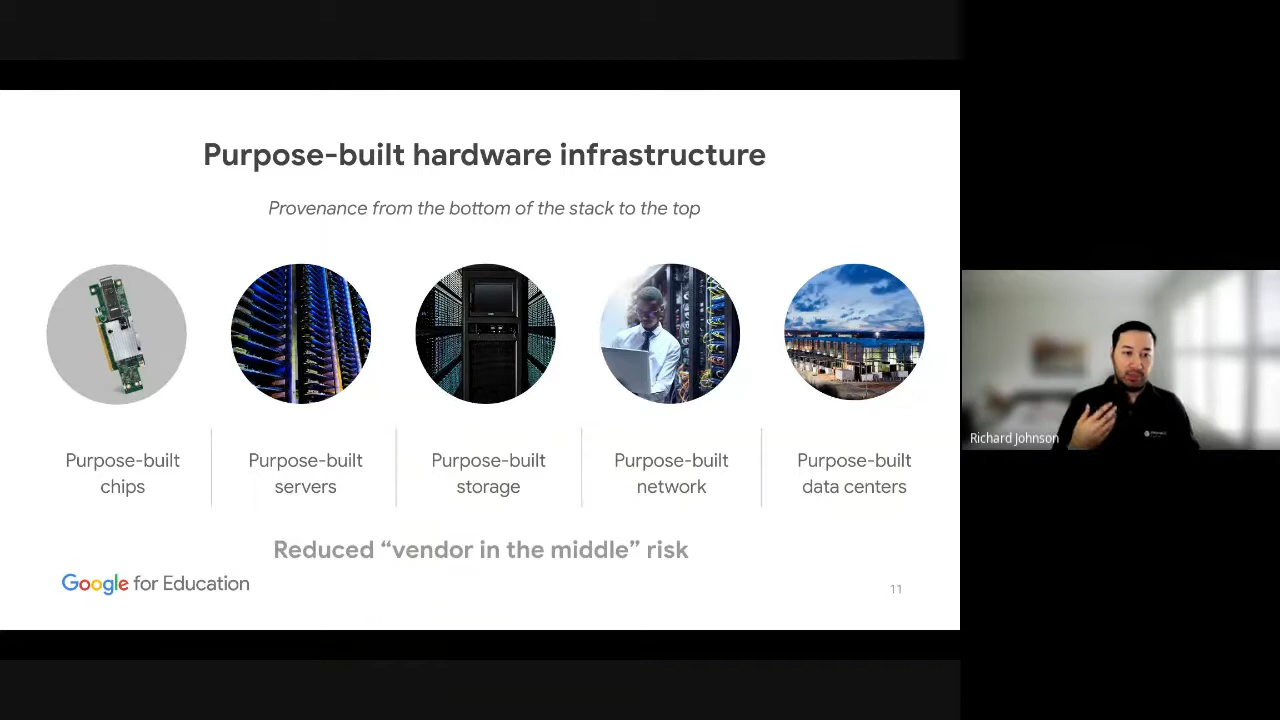 Purpose-built hardware infrastructure
Provenance from the bottom of the stack to the top
Purpose-built
chips
Purpose-built
servers
Purpose-built
storage
Purpose-built
network
Purpose-built
data centers
Reduced “vendor in the middle” risk
Google for Education
11
Richard Johnson